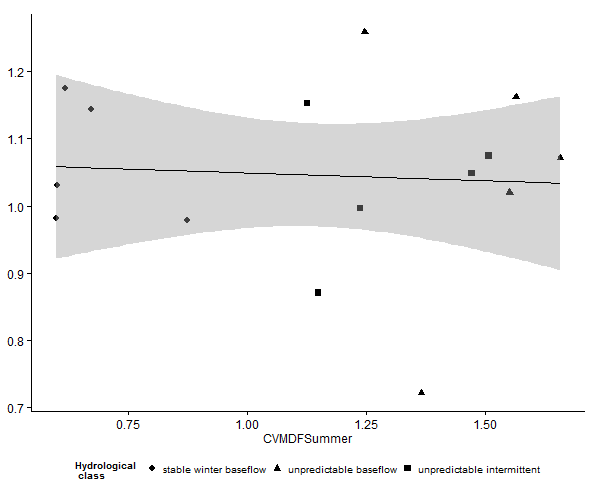 1.2
1.1
1.0
0.9
0.8
0.7
0.75 1.00 1.25 1.50
CVMDFSummer
Hydrological
class
stable winter baseflow unpredictable baseflow unpredictable intermittent